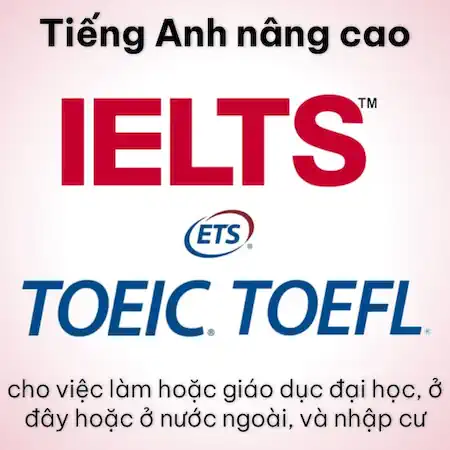 Tiếng Anh nâng cao
IELTS™
ETS®
TOEIC® TOEFL®
cho việc làm hoặc giáo dục đại học, ở
đây hoặc ở nước ngoài, và nhập cư